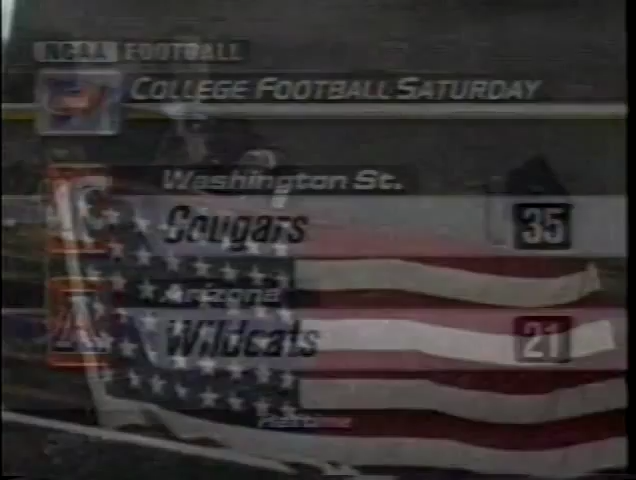 NCAA FOOTBALL
COLLEGE FOOTBALL SATURDAY
Washington St.
Cougars 35
Arizona
Wildcats 21